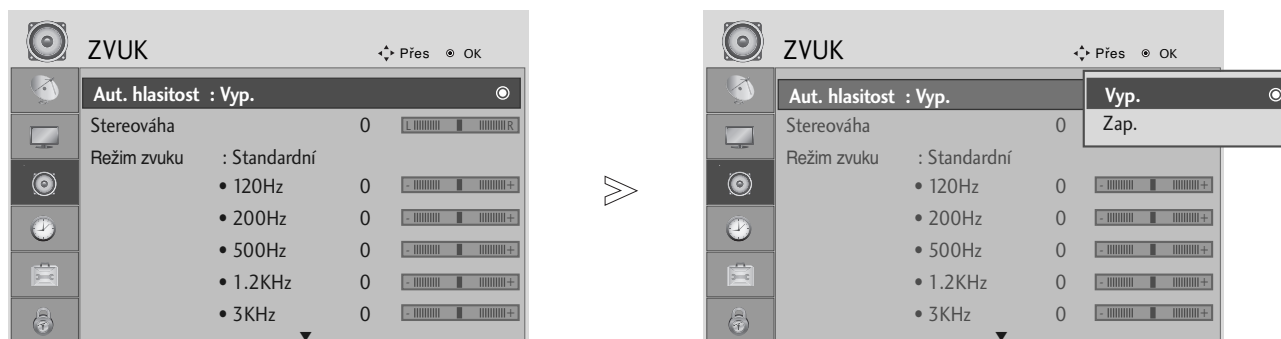 ZVUK
Přes OK
Aut. hlasitost : Vyp.
Stereováha 0 L R
Režim zvuku : Standardní
• 120Hz 0 - +
• 200Hz 0 - +
• 500Hz 0 - +
• 1.2KHz 0 - +
• 3KHz 0 - +
ZVUK
Přes OK
Aut. hlasitost : Vyp.
Vyp.
Zap.
Stereováha 0
Režim zvuku : Standardní
• 120Hz 0 - +
• 200Hz 0 - +
• 500Hz 0 - +
• 1.2KHz 0 - +
• 3KHz 0 - +